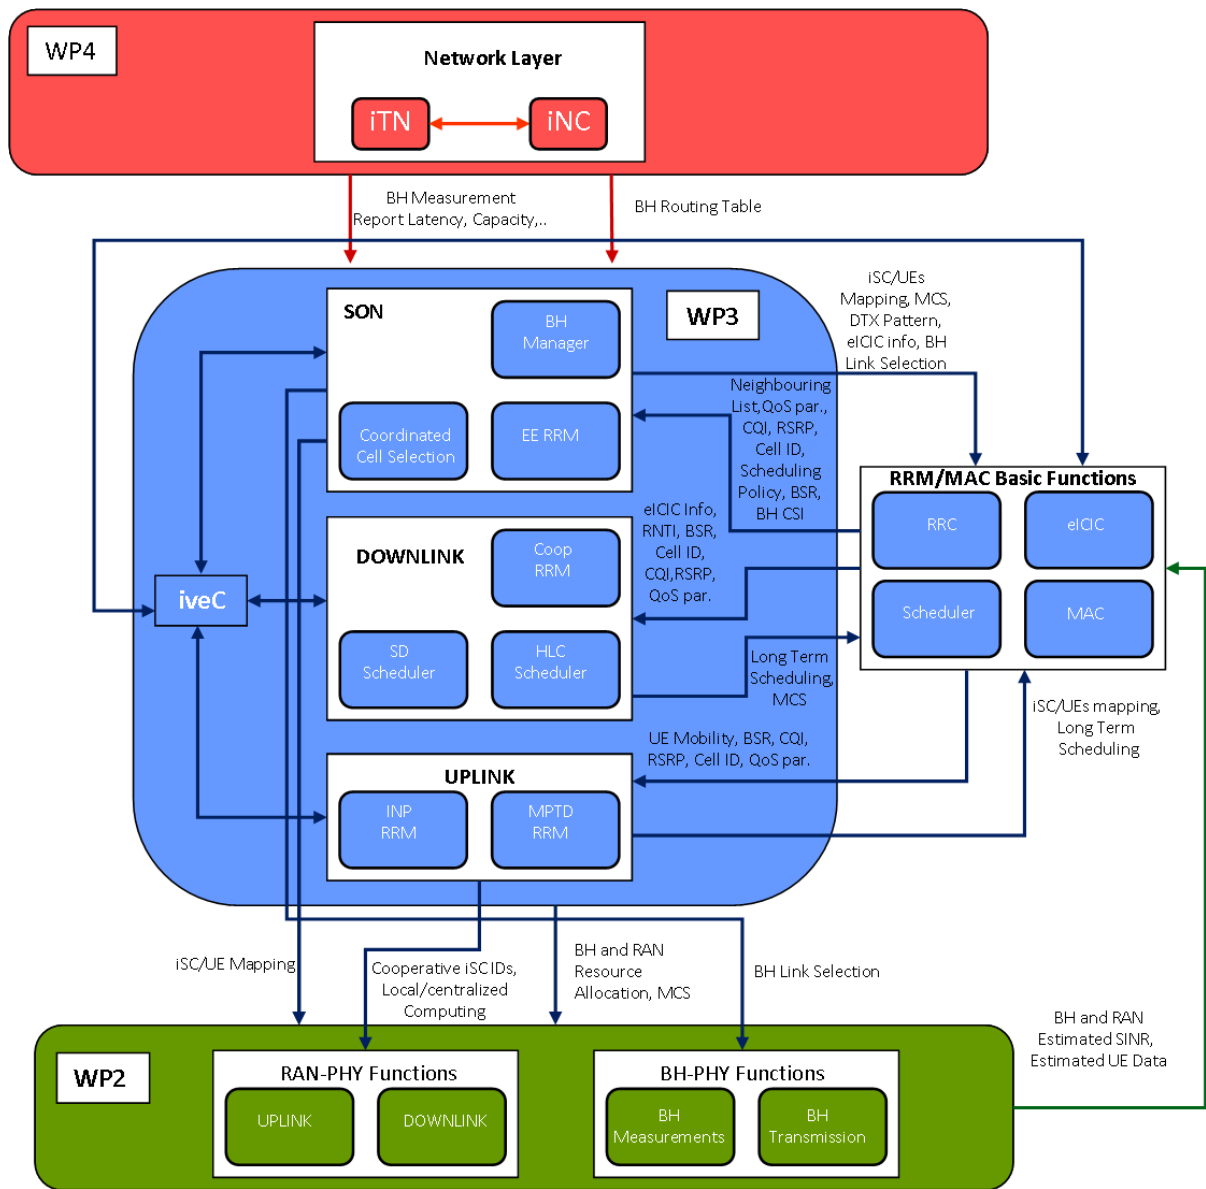 WP4
Network Layer
iTN
iNC
BH Measurement
Report Latency, Capacity,..
BH Routing Table
SON
BH
Manager
WP3
iSC/UEs
Mapping, MCS,
DTX Pattern,
eICIC info, BH
Link Selection
Coordinated
Cell Selection
EE RRM
Neighbouring
List,QoS par.,
CQI, RSRP,
Cell ID,
Scheduling
Policy, BSR,
BH CSI
RRM/MAC Basic Functions
RRC
eICIC
Scheduler
MAC
DOWNLINK
Coop
RRM
eICIC Info,
RNTI, BSR,
Cell ID,
CQI,RSRP,
QoS par.
iveC
SD
Scheduler
HLC
Scheduler
Long Term
Scheduling,
MCS
iSC/UEs mapping,
Long Term
Scheduling
UE Mobility, BSR, CQI,
RSRP, Cell ID, QoS par.
UPLINK
INP
RRM
MPTD
RRM
iSC/UE Mapping
Cooperative iSC IDs,
Local/centralized
Computing
BH and RAN
Resource
Allocation, MCS
BH Link Selection
BH and RAN
Estimated SINR,
Estimated UE Data
WP2
RAN-PHY Functions
UPLINK
DOWNLINK
BH-PHY Functions
BH
Measurements
BH
Transmission